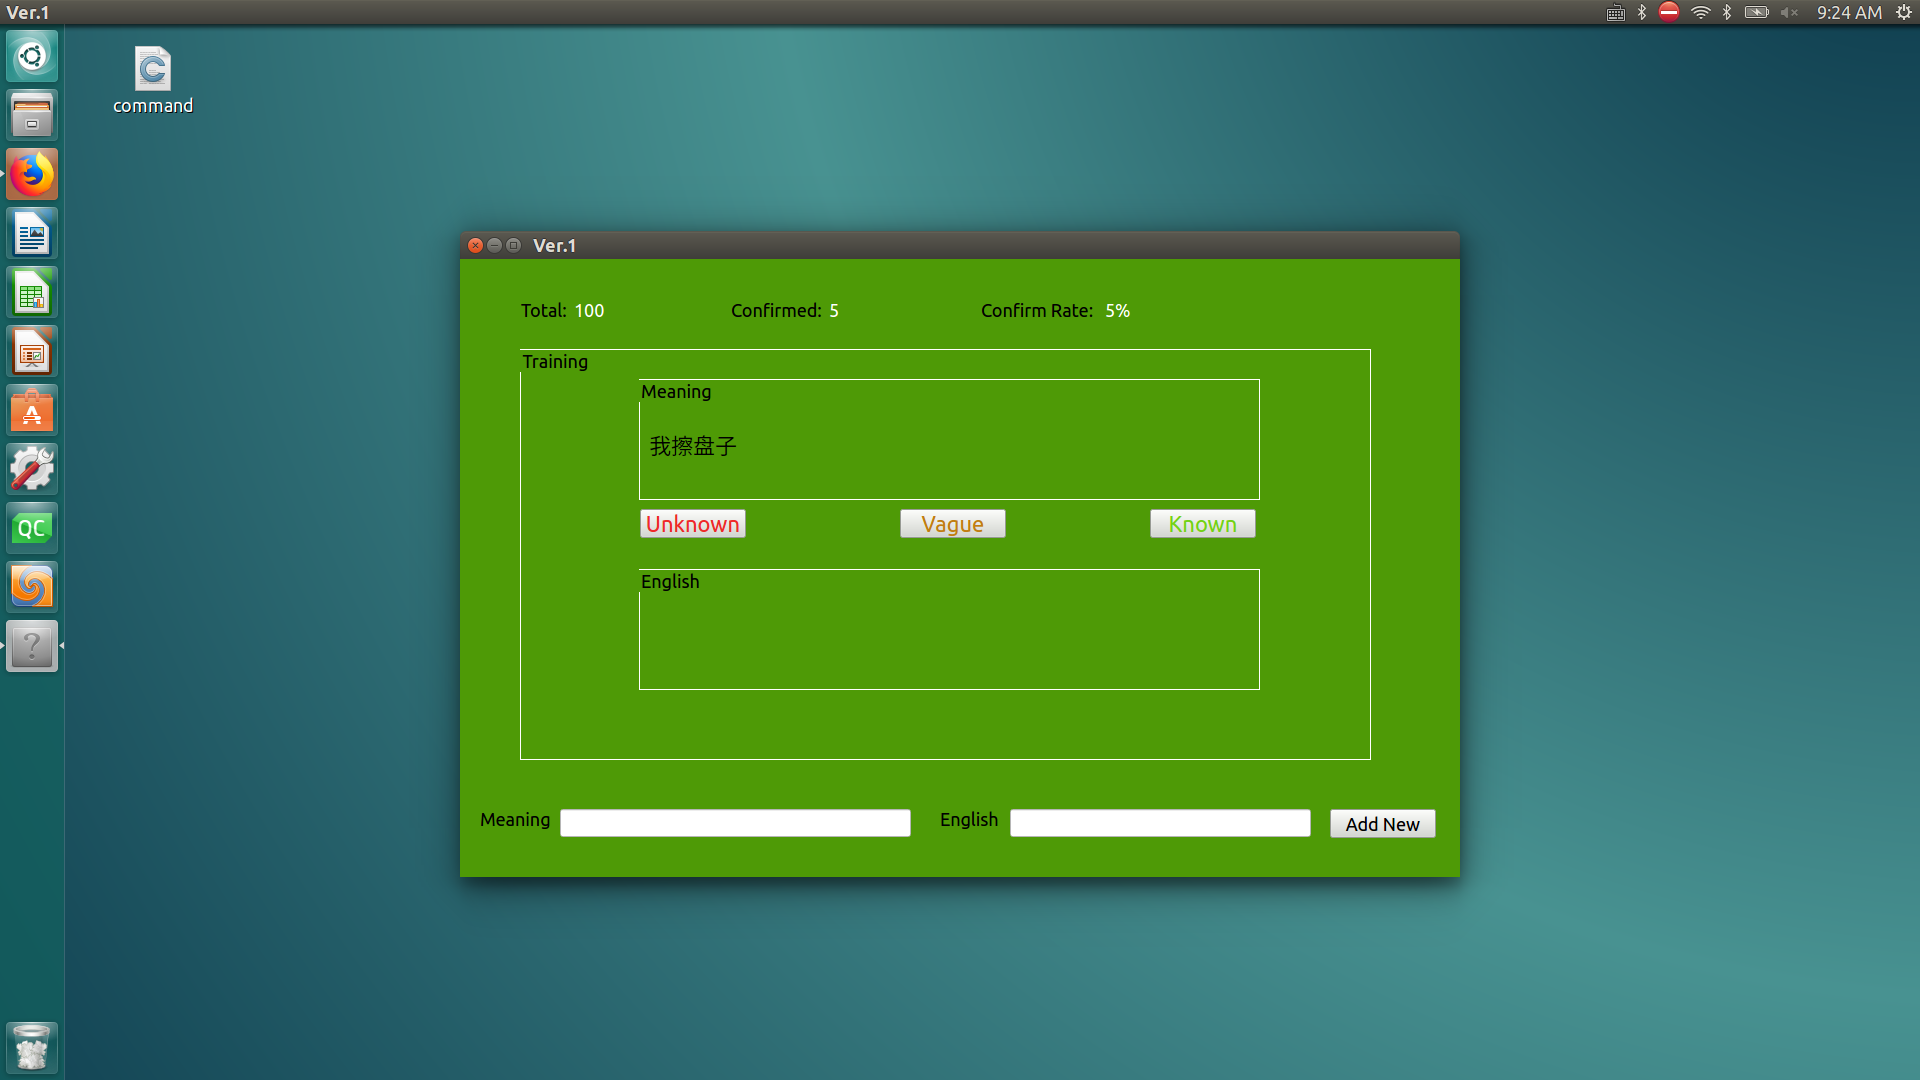 Ver.1
9:24 AM
command
Ver.1
Total: 100 Confirmed: 5 Confirm Rate: 5%
Training
Meaning
我擦盘子
Unknown Vague Known
English
Meaning English Add New
QC